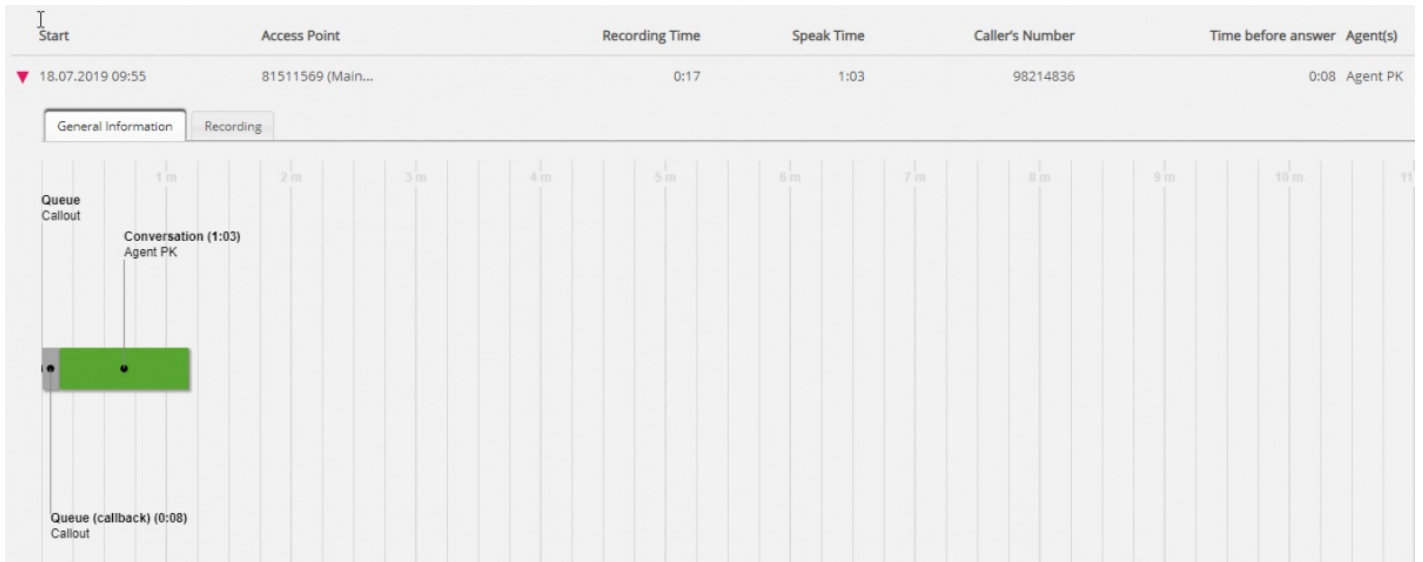 Start Access Point Recording Time Speak Time Caller's Number Time before answer Agent(s)
18.07.2019 09:55 81511569 (Main... 0:17 1:03 98214836 0:08 Agent PK
General Information Recording
1 m 2 m 3 m 4 m 5 m 6 m 7 m 8 m 9 m 10 m 11
Queue
Callout
Conversation (1:03)
Agent PK
Queue (callback) (0:08)
Callout